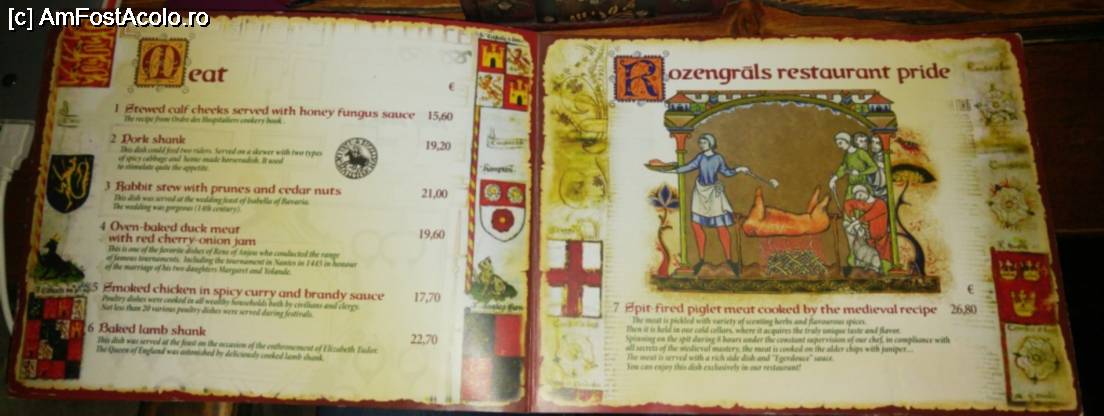 [c] AmFostAcolo.ro
Meat
€
1 Stewed calf cheeks served with honey fungus sauce 15,60
The recipe from Ordre des Hospitaliers cookery book.
2 Pork shank 19,20
This dish could feed two riders. Served on a skewer with two types
of spicy cabbage and home made horseradish. It used
to stimulate quite the appetite.
3 Rabbit stew with prunes and cedar nuts 21,00
This dish was served at the wedding feast of Isabella of Bavaria.
The wedding was gorgeous (14th century).
4 Oven-baked duck meat 19,60
with red cherry-onion jam
This is one of the favorite dishes of Rene of Anjou who conducted the range
of famous tournaments. Including the tournament in Nantes in 1445 in honour
of the marriage of his two daughters Margaret and Yolande.
5 Smoked chicken in spicy curry and brandy sauce 17,70
Poultry dishes were cooked in all wealthy households both by civilians and clergy.
Not less than 20 various poultry dishes were served during festivals.
6 Baked lamb shank 22,70
This dish was served at the feast on the occasion of the enthronement of Elizabeth Tudor.
The Queen of England was astonished by deliciously cooked lamb shank.
Rozengrāls restaurant pride
€
7 Spit-fired piglet meat cooked by the medieval recipe 26,80
The meat is pickled with variety of scenting herbs and flavourous spices.
Then it is held in our cold cellars, where it acquires the truly unique taste and flavor.
Spinning on the spit during 8 hours under the constant supervision of our chef, in compliance with
all secrets of the medieval mastery, the meat is cooked on the alder chips with juniper...
The meat is served with a rich side dish and "Egerdouce" sauce.
You can enjoy this dish exclusively in our restaurant!